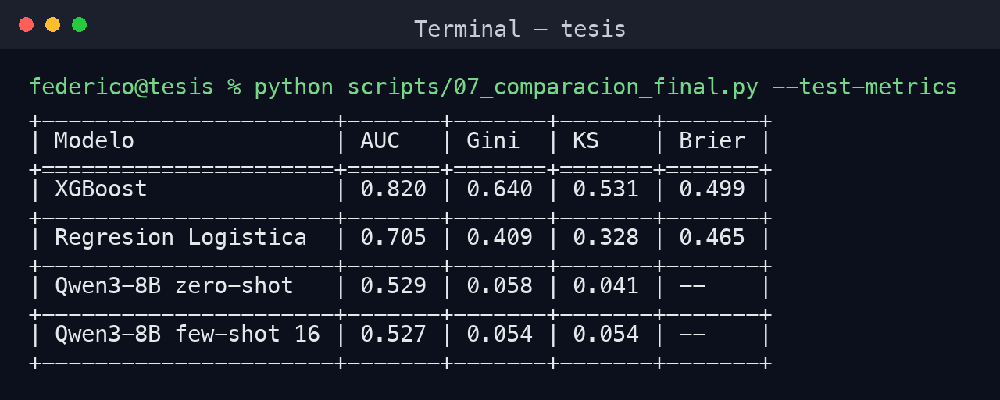 Terminal — tesis
federico@tesis % python scripts/07_comparacion_final.py --test-metrics
+----------------------+-------+-------+-------+-------+
| Modelo               | AUC   | Gini  | KS    | Brier |
+======================+=======+=======+=======+=======+
| XGBoost              | 0.820 | 0.640 | 0.531 | 0.499 |
+----------------------+-------+-------+-------+-------+
| Regresion Logistica  | 0.705 | 0.409 | 0.328 | 0.465 |
+----------------------+-------+-------+-------+-------+
| Qwen3-8B zero-shot   | 0.529 | 0.058 | 0.041 | --    |
+----------------------+-------+-------+-------+-------+
| Qwen3-8B few-shot 16 | 0.527 | 0.054 | 0.054 | --    |
+----------------------+-------+-------+-------+-------+